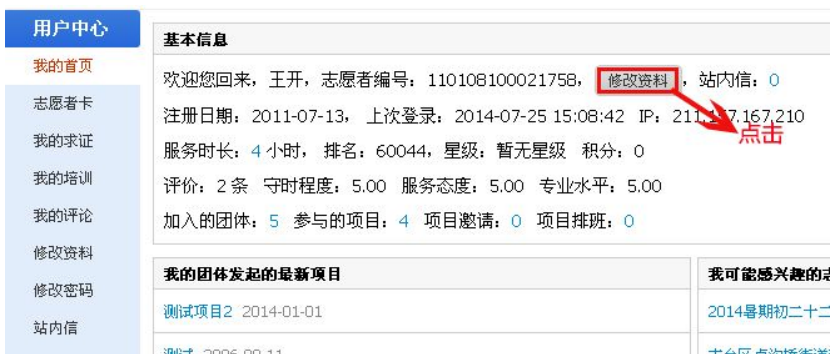 用户中心
我的首页
志愿者卡
我的求证
我的培训
我的评论
修改资料
修改密码
站内信
基本信息
欢迎您回来，王开，志愿者编号：110108100021758， 修改资料 ，站内信：0
注册日期：2011-07-13， 上次登录：2014-07-25 15:08:42 IP：211.157.167.210
点击
服务时长：4 小时， 排名：60044，星级：暂无星级 积分：0
评价：2 条 守时程度：5.00 服务态度：5.00 专业水平：5.00
加入的团体：5 参与的项目：4 项目邀请：0 项目排班：0
我的团体发起的最新项目
测试项目2 2014-01-01
我可能感兴趣的志
2014暑期初二十二